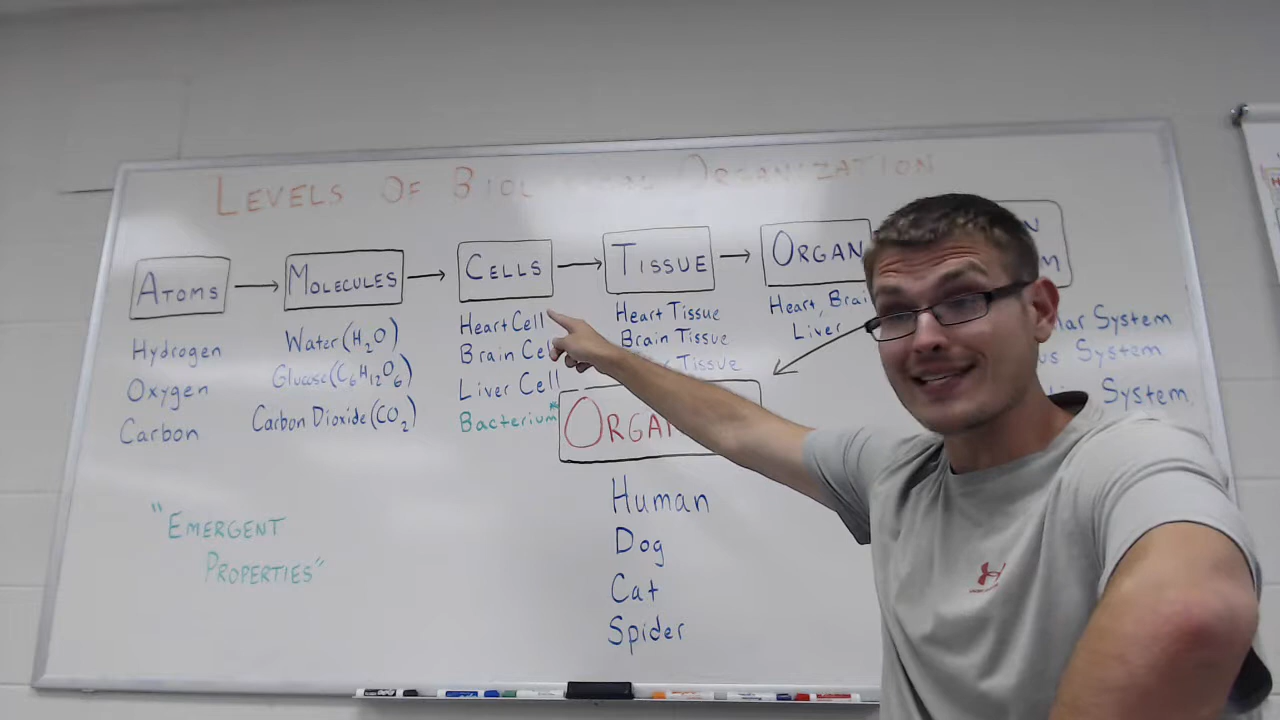 LEVELS OF BIOLOGICAL ORGANIZATION
ATOMS
Hydrogen
Oxygen
Carbon
MOLECULES
Water (H₂O)
Glucose (C₆H₁₂O₆)
Carbon Dioxide (CO₂)
CELLS
Heart Cell
Brain Cell
Liver Cell
Bacterium*
TISSUE
Heart Tissue
Brain Tissue
Tissue
ORGAN
Heart, Brai
Liver
N
M
lar System
us System
System
ORGA
Human
Dog
Cat
Spider
"EMERGENT
PROPERTIES"